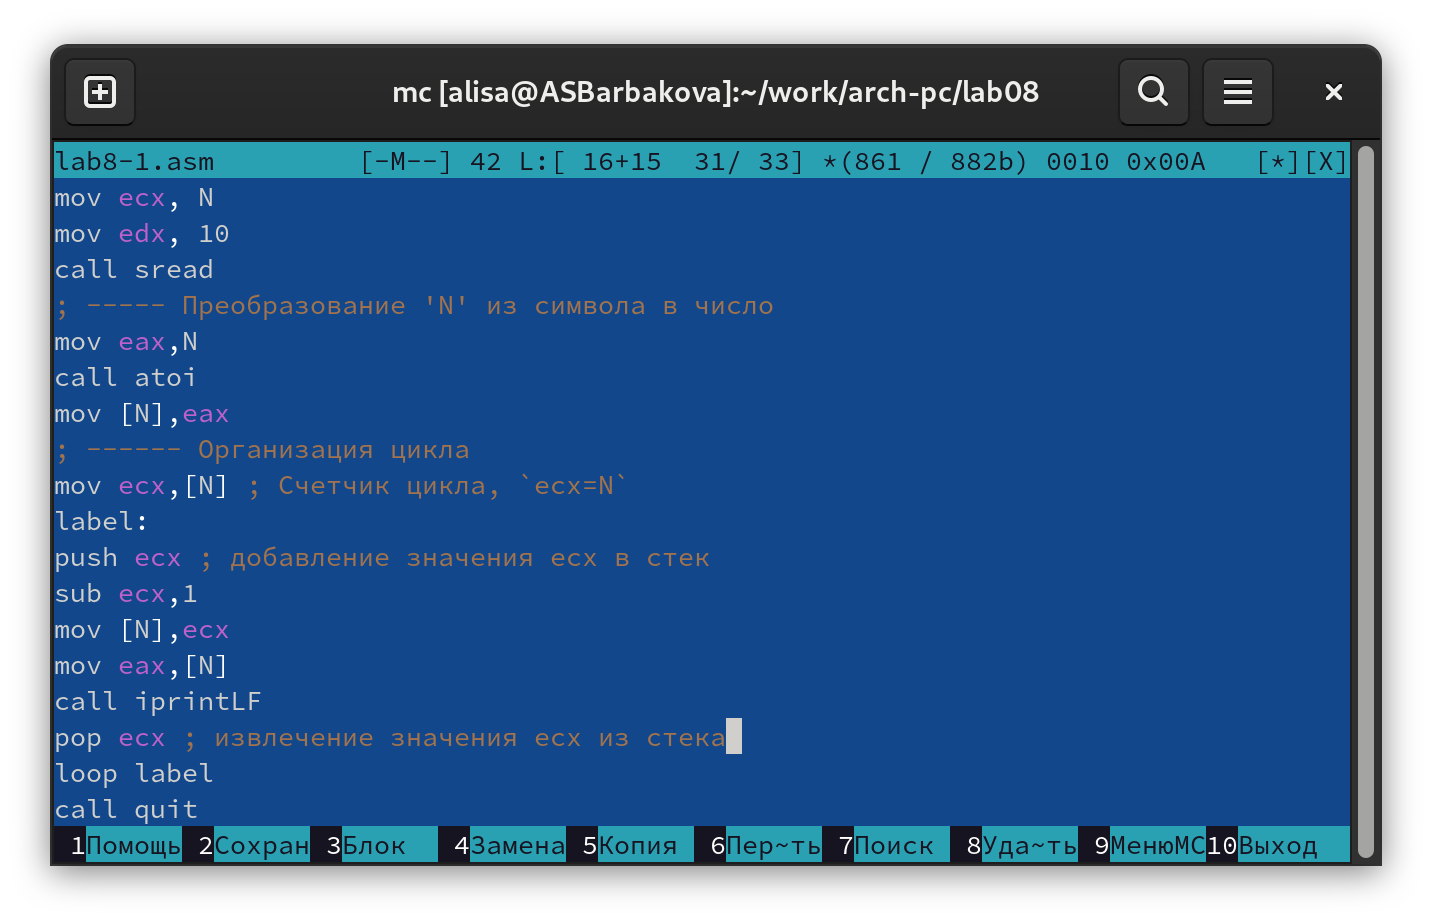 mc [alisa@ASBarbakova]:~/work/arch-pc/lab08
lab8-1.asm [-M--] 42 L:[ 16+15 31/ 33] *(861 / 882b) 0010 0x00A [*][X]
mov ecx, N
mov edx, 10
call sread
; ----- Преобразование 'N' из символа в число
mov eax,N
call atoi
mov [N],eax
; ------ Организация цикла
mov ecx,[N] ; Счетчик цикла, `ecx=N`
label:
push ecx ; добавление значения ecx в стек
sub ecx,1
mov [N],ecx
mov eax,[N]
call iprintLF
pop ecx ; извлечение значения ecx из стека
loop label
call quit
1Помощь 2Сохран 3Блок 4Замена 5Копия 6Пер~ть 7Поиск 8Уда~ть 9МенюМС 10Выход